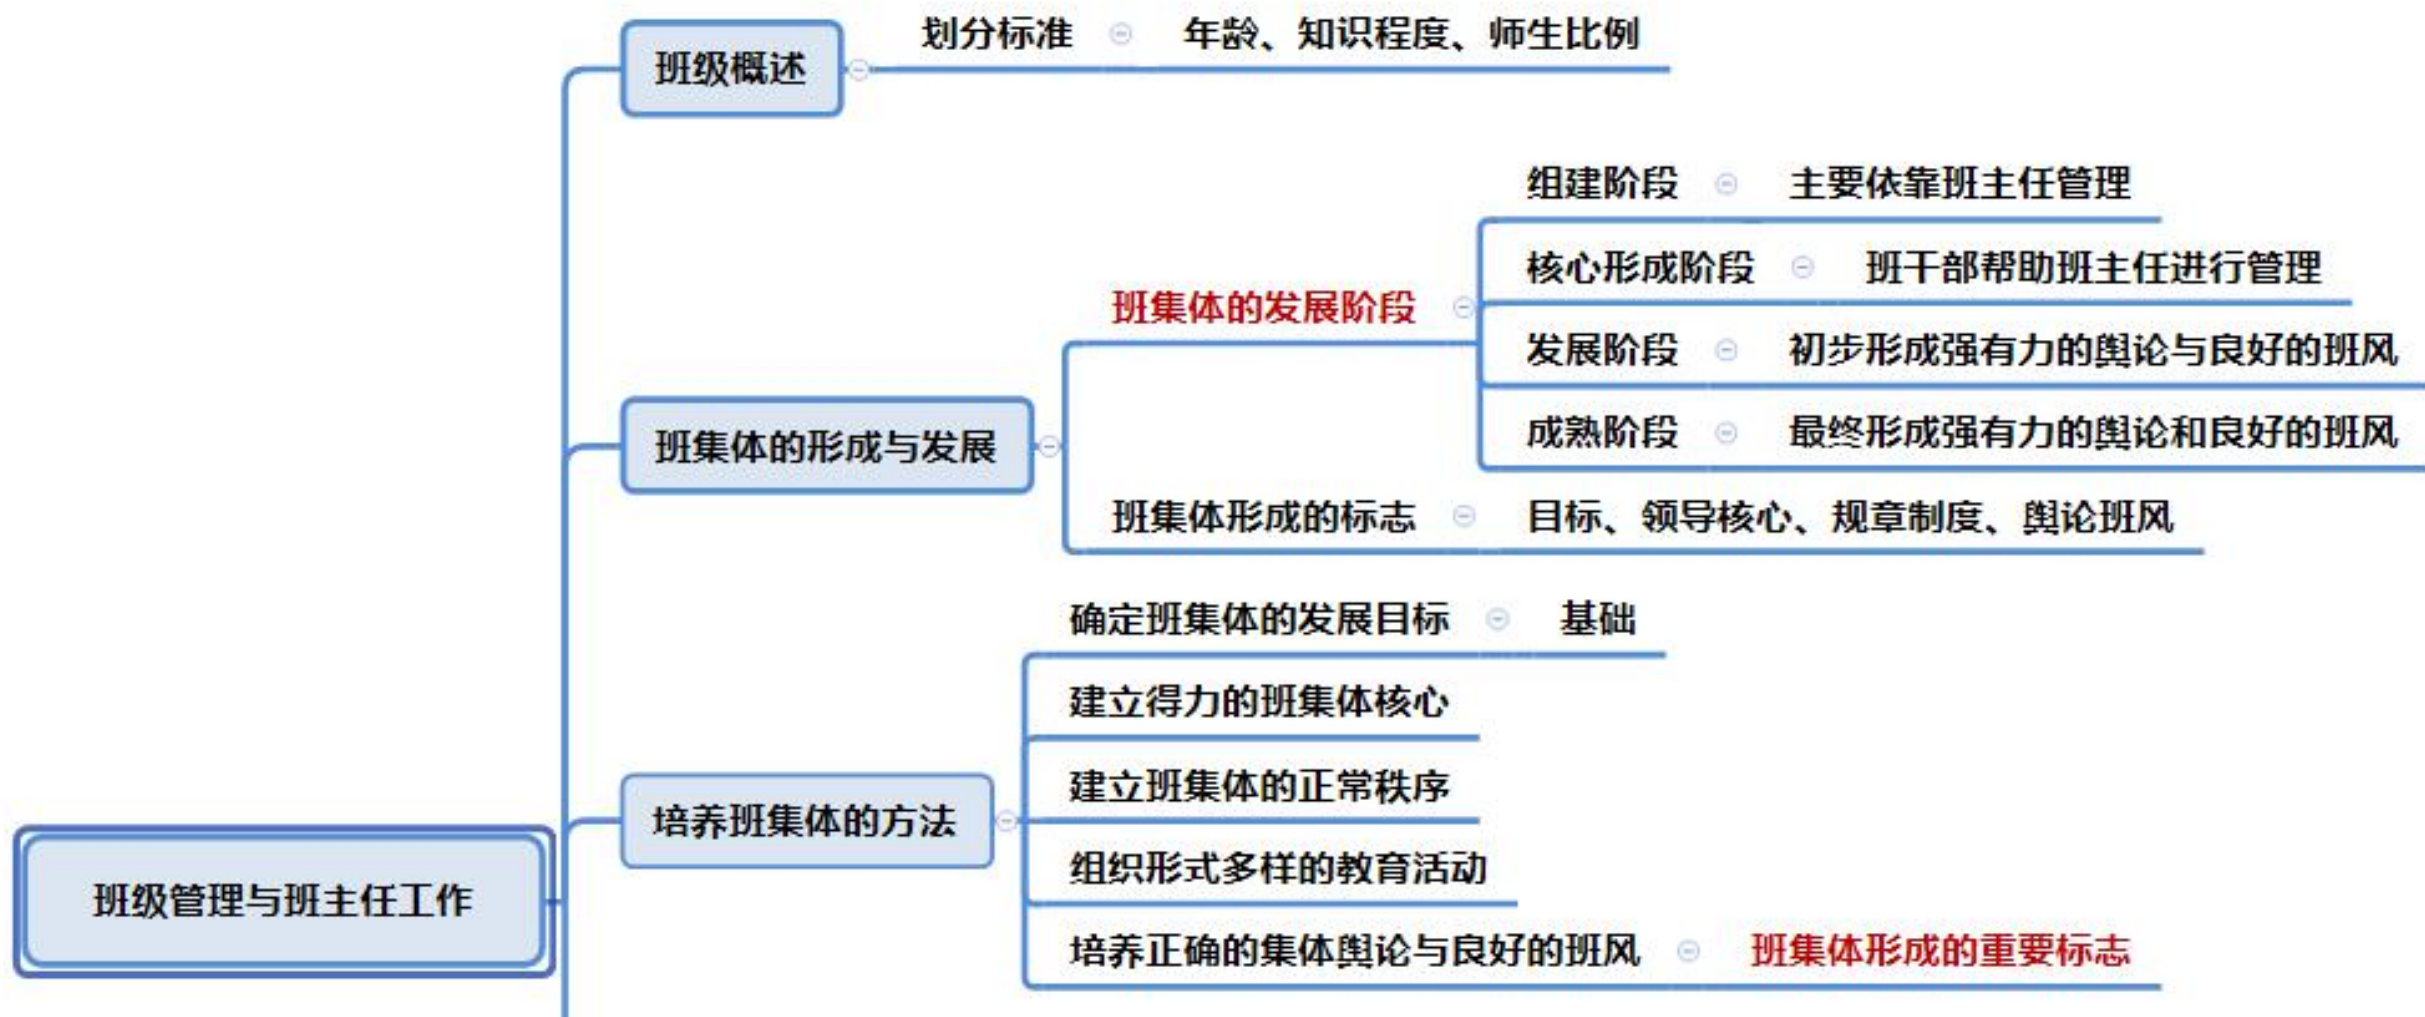 班级管理与班主任工作
班级概述
划分标准
年龄、知识程度、师生比例
班集体的形成与发展
班集体的发展阶段
组建阶段
主要依靠班主任管理
核心形成阶段
班干部帮助班主任进行管理
发展阶段
初步形成强有力的舆论与良好的班风
成熟阶段
最终形成强有力的舆论和良好的班风
班集体形成的标志
目标、领导核心、规章制度、舆论班风
培养班集体的方法
确定班集体的发展目标
基础
建立得力的班集体核心
建立班集体的正常秩序
组织形式多样的教育活动
培养正确的集体舆论与良好的班风
班集体形成的重要标志